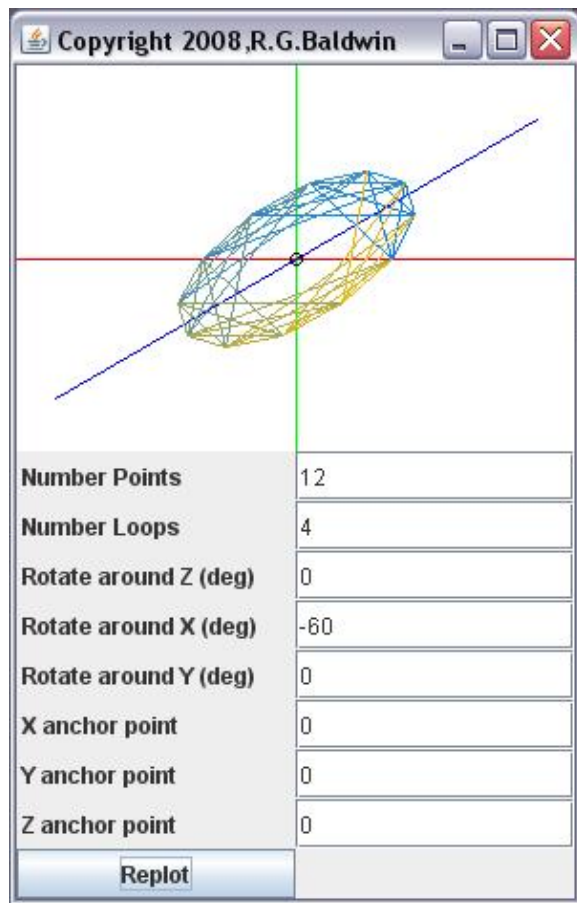 Copyright 2008,R.G.Baldwin
Number Points 12
Number Loops 4
Rotate around Z (deg) 0
Rotate around X (deg) -60
Rotate around Y (deg) 0
X anchor point 0
Y anchor point 0
Z anchor point 0
Replot